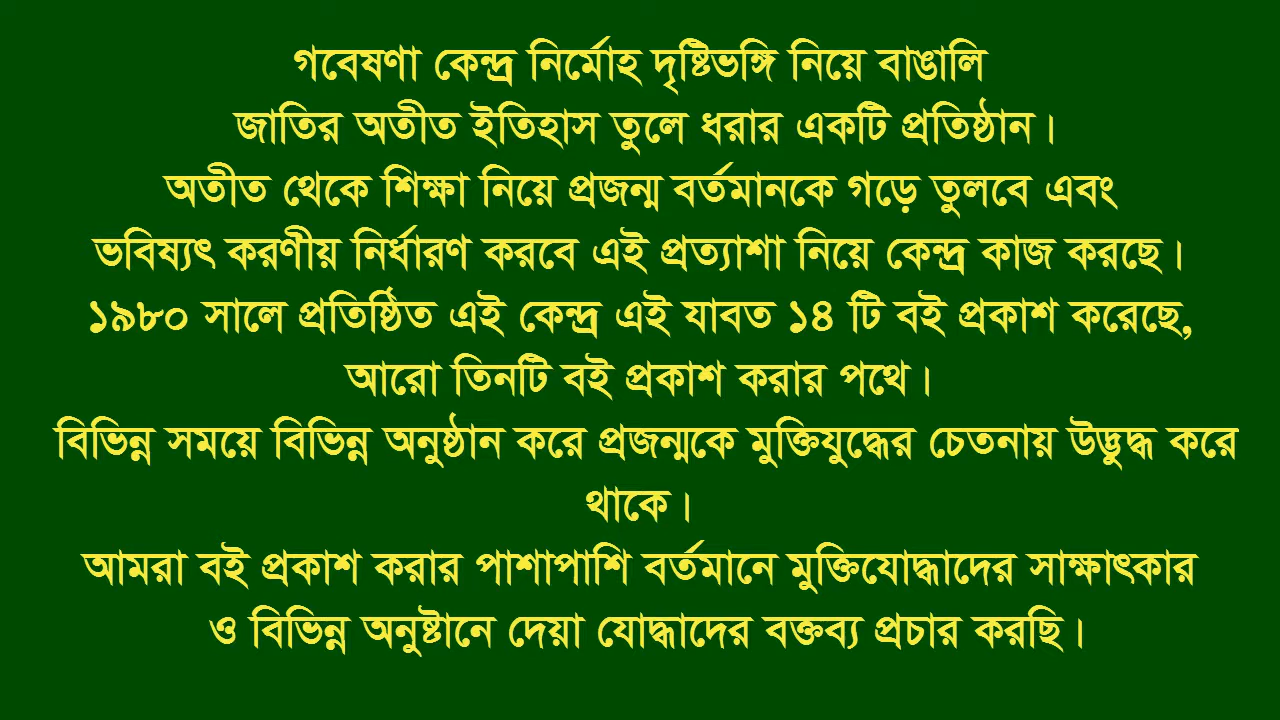 গবেষণা কেন্দ্র নির্মোহ দৃষ্টিভঙ্গি নিয়ে বাঙালি
জাতির অতীত ইতিহাস তুলে ধরার একটি প্রতিষ্ঠান।
অতীত থেকে শিক্ষা নিয়ে প্রজন্ম বর্তমানকে গড়ে তুলবে এবং
ভবিষ্যৎ করণীয় নির্ধারণ করবে এই প্রত্যাশা নিয়ে কেন্দ্র কাজ করছে।
১৯৮০ সালে প্রতিষ্ঠিত এই কেন্দ্র এই যাবত ১৪ টি বই প্রকাশ করেছে,
আরো তিনটি বই প্রকাশ করার পথে।
বিভিন্ন সময়ে বিভিন্ন অনুষ্ঠান করে প্রজন্মকে মুক্তিযুদ্ধের চেতনায় উদ্ভুদ্ধ করে
থাকে।
আমরা বই প্রকাশ করার পাশাপাশি বর্তমানে মুক্তিযোদ্ধাদের সাক্ষাৎকার
ও বিভিন্ন অনুষ্টানে দেয়া যোদ্ধাদের বক্তব্য প্রচার করছি।